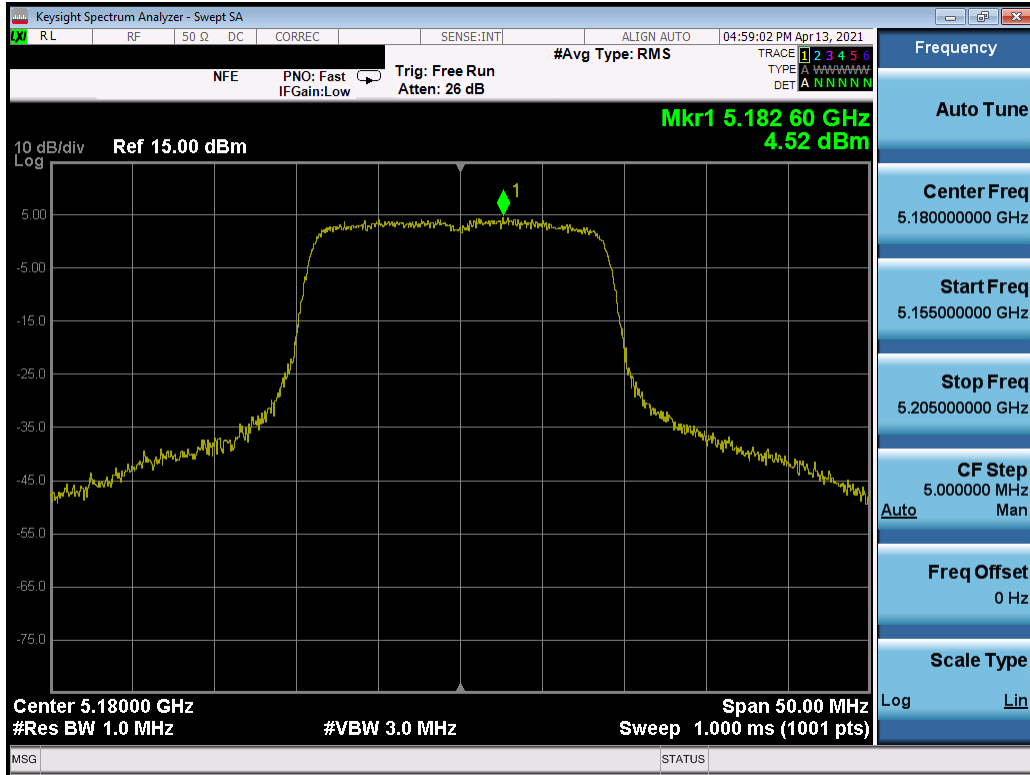 Keysight Spectrum Analyzer - Swept SA
LXI RL RF 50 Ω DC CORREC SENSE:INT ALIGN AUTO 04:59:02 PM Apr 13, 2021
NFE PNO: Fast IFGain:Low Trig: Free Run Atten: 26 dB #Avg Type: RMS
TRACE 1 2 3 4 5 6
TYPE A WWWWWW
DET A N N N N N
Mkr1 5.182 60 GHz
4.52 dBm
10 dB/div Ref 15.00 dBm
Log
1
5.00
-5.00
-15.0
-25.0
-35.0
-45.0
-55.0
-65.0
-75.0
Center 5.18000 GHz Span 50.00 MHz
#Res BW 1.0 MHz #VBW 3.0 MHz Sweep 1.000 ms (1001 pts)
MSG STATUS
Frequency
Auto Tune
Center Freq
5.180000000 GHz
Start Freq
5.155000000 GHz
Stop Freq
5.205000000 GHz
CF Step
5.000000 MHz
Auto Man
Freq Offset
0 Hz
Scale Type
Log Lin